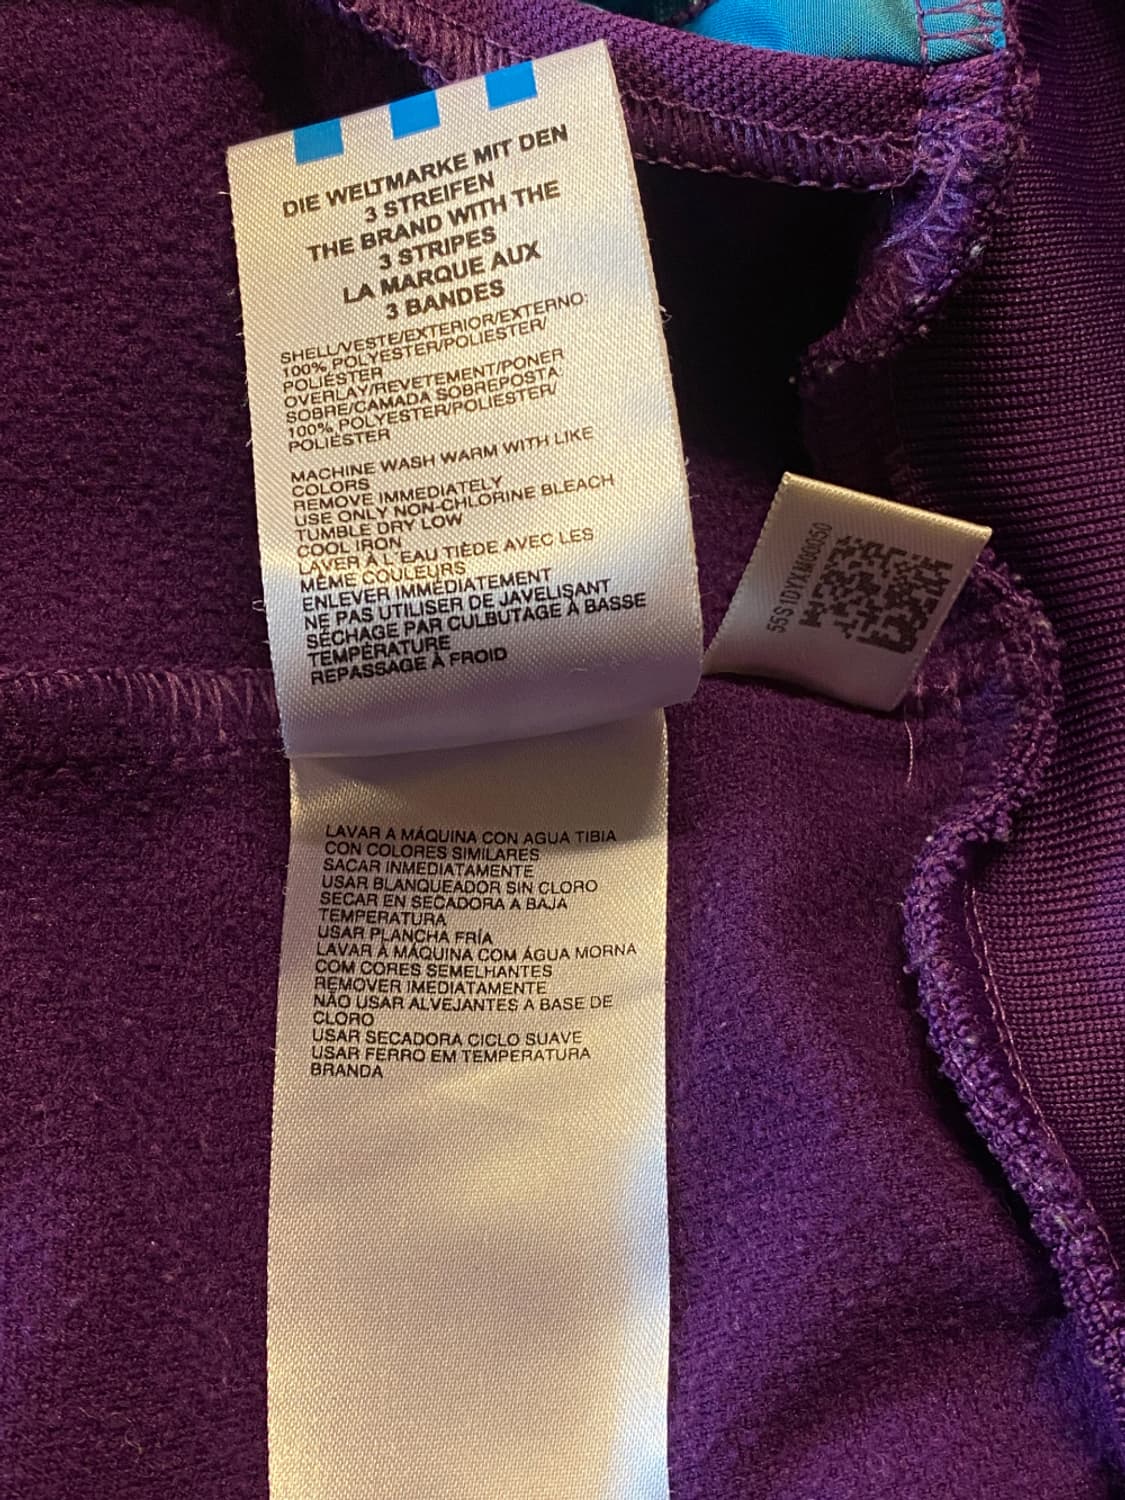 DIE WELTMARKE MIT DEN
3 STREIFEN
THE BRAND WITH THE
3 STRIPES
LA MARQUE AUX
3 BANDES
SHELL/VESTE/EXTERIOR/EXTERNO:
100% POLYESTER/POLIÉSTER/
POLIÉSTER
OVERLAY/REVETEMENT/PONER
SOBRE/CAMADA SOBREPOSTA:
100% POLYESTER/POLIÉSTER/
POLIÉSTER
MACHINE WASH WARM WITH LIKE
COLORS
REMOVE IMMEDIATELY
USE ONLY NON-CHLORINE BLEACH
TUMBLE DRY LOW
COOL IRON
LAVER À L'EAU TIÈDE AVEC LES
MÊME COULEURS
ENLEVER IMMÉDIATEMENT
NE PAS UTILISER DE JAVELISANT
SÉCHAGE PAR CULBUTAGE À BASSE
TEMPÉRATURE
REPASSAGE À FROID
55S1DYXM00050
LAVAR A MÁQUINA CON AGUA TIBIA
CON COLORES SIMILARES
SACAR INMEDIATAMENTE
USAR BLANQUEADOR SIN CLORO
SECAR EN SECADORA A BAJA
TEMPERATURA
USAR PLANCHA FRÍA
LAVAR À MÁQUINA COM ÁGUA MORNA
COM CORES SEMELHANTES
REMOVER IMEDIATAMENTE
NÃO USAR ALVEJANTES A BASE DE
CLORO
USAR SECADORA CICLO SUAVE
USAR FERRO EM TEMPERATURA
BRANDA